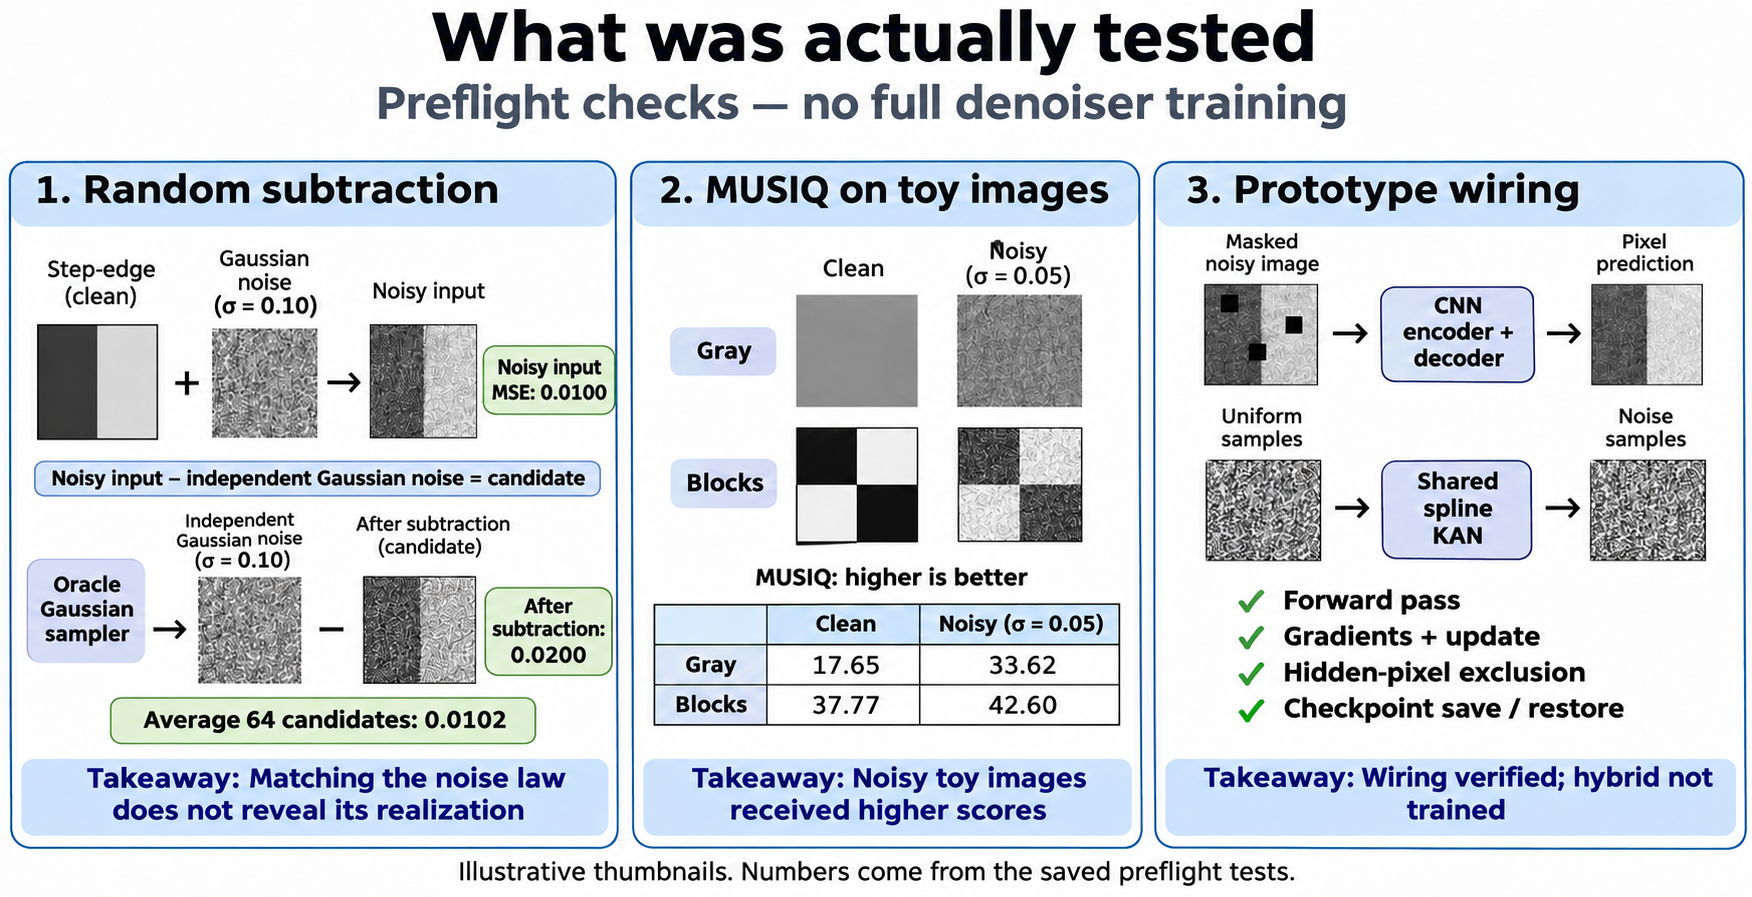 What was actually tested
Preflight checks — no full denoiser training
1. Random subtraction
Step-edge
(clean)
Gaussian
noise
(σ = 0.10)
Noisy input
+
→
Noisy input
MSE: 0.0100
Noisy input – independent Gaussian noise = candidate
Oracle
Gaussian
sampler
→
Independent
Gaussian noise
(σ = 0.10)
−
After subtraction
(candidate)
After
subtraction:
0.0200
Average 64 candidates: 0.0102
Takeaway: Matching the noise law
does not reveal its realization
2. MUSIQ on toy images
Clean
Noisy
(σ = 0.05)
Gray
Blocks
MUSIQ: higher is better
Clean Noisy (σ = 0.05)
Gray 17.65 33.62
Blocks 37.77 42.60
Takeaway: Noisy toy images
received higher scores
3. Prototype wiring
Masked
noisy image
→
CNN
encoder +
decoder
→
Pixel
prediction
Uniform
samples
→
Shared
spline
KAN
→
Noise
samples
✓ Forward pass
✓ Gradients + update
✓ Hidden-pixel exclusion
✓ Checkpoint save / restore
Takeaway: Wiring verified; hybrid not
trained
Illustrative thumbnails. Numbers come from the saved preflight tests.